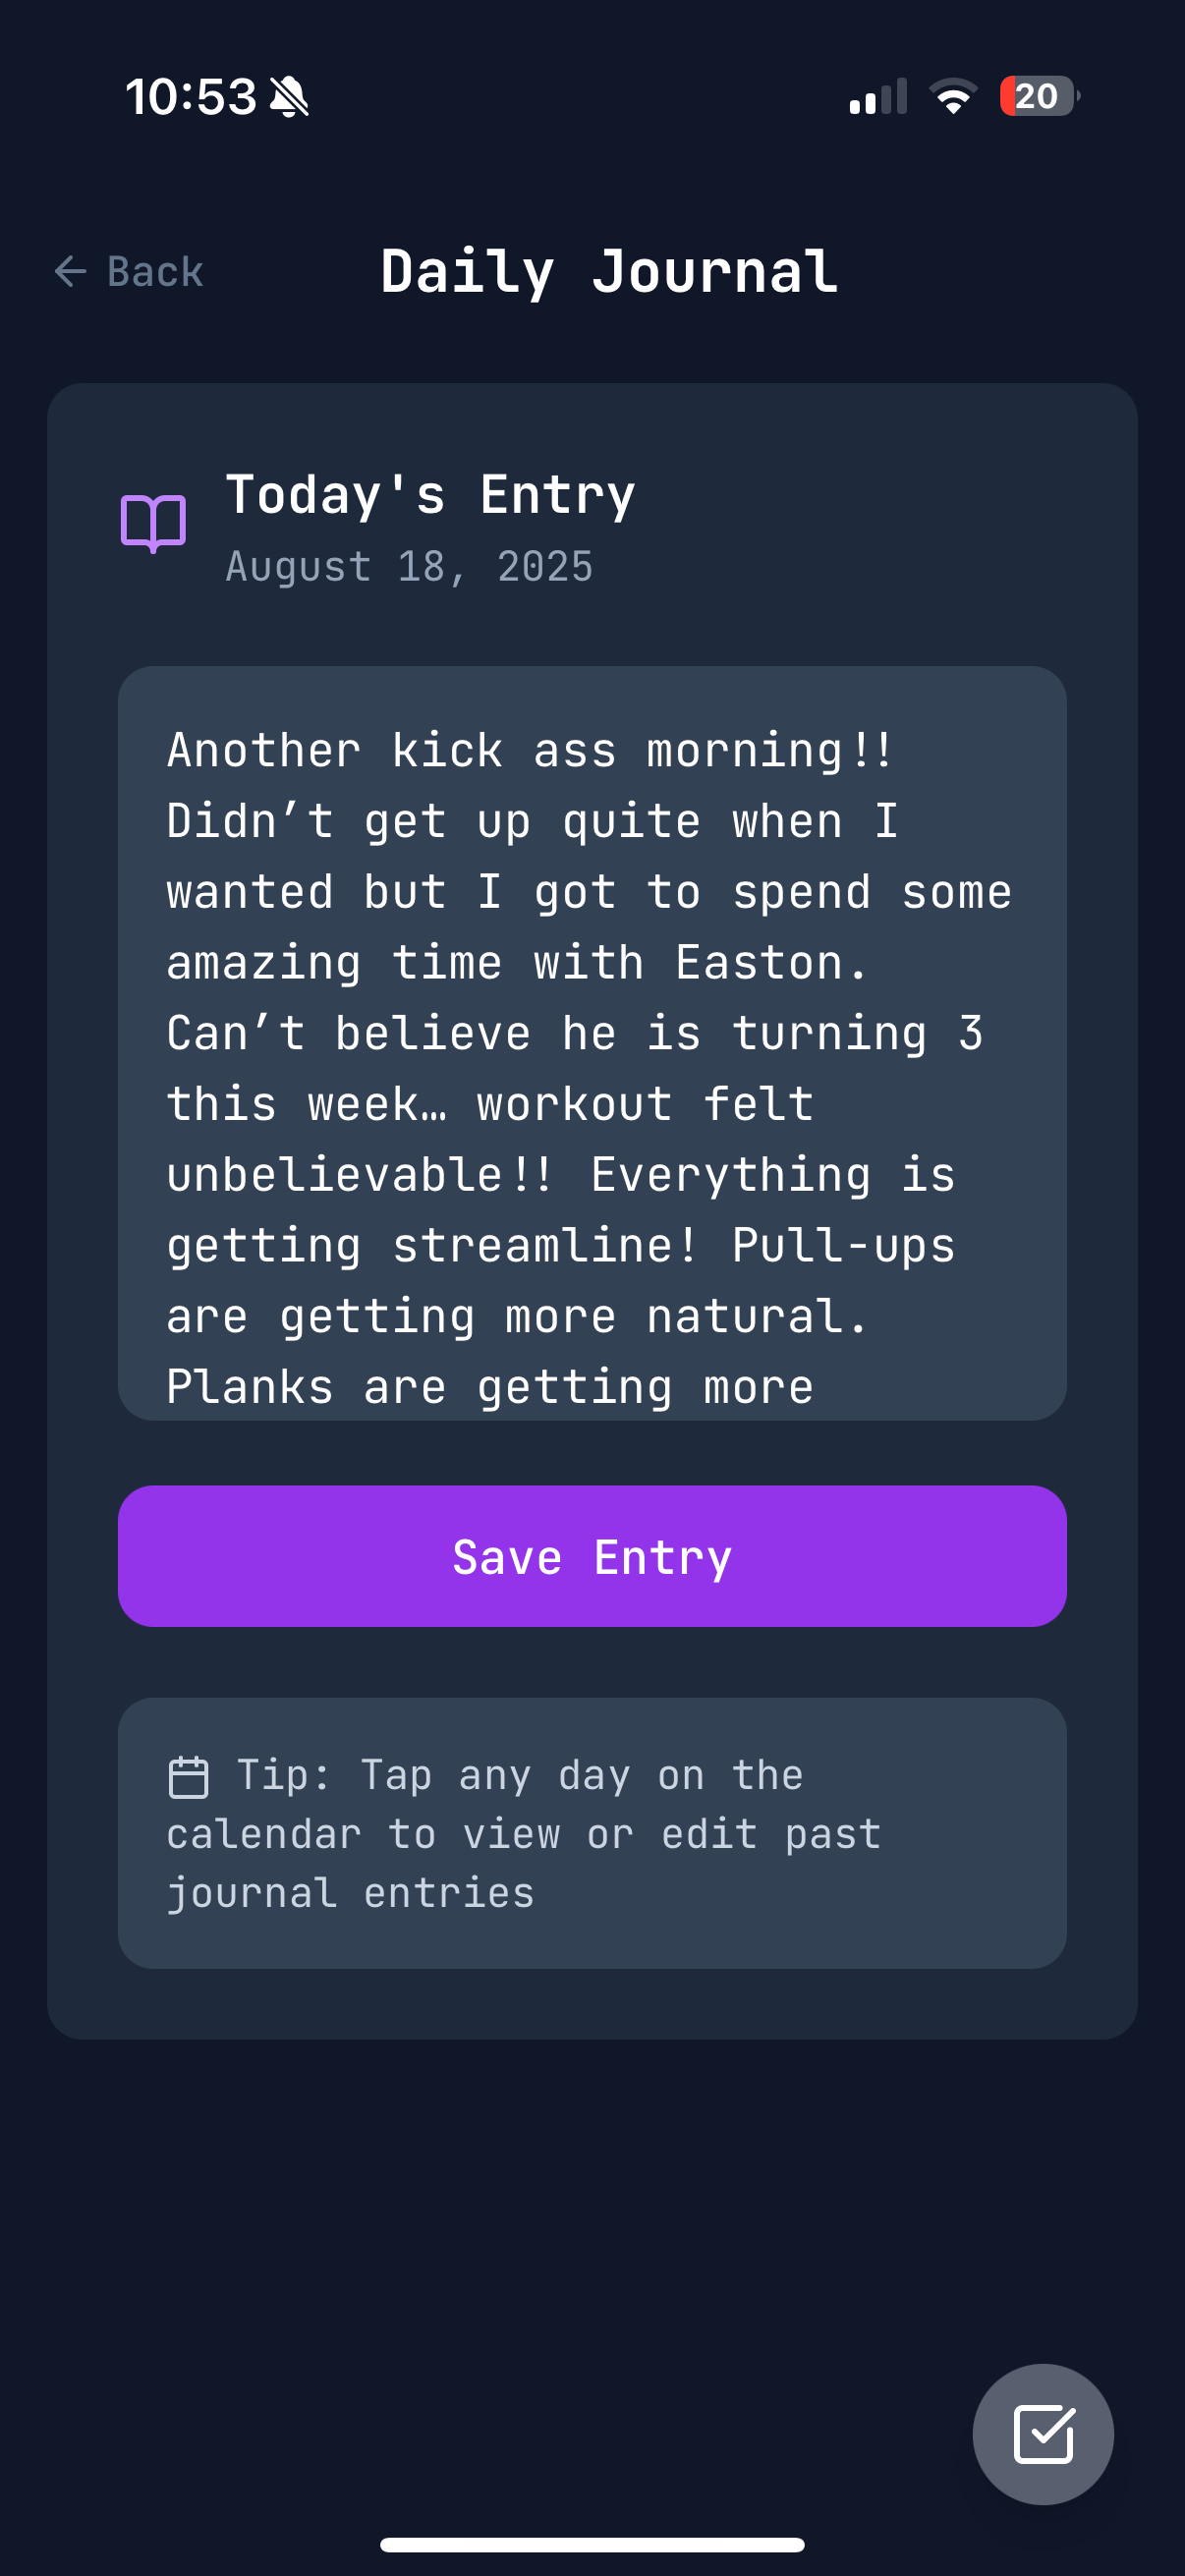 10:53
20
Back
Daily Journal
Today's Entry
August 18, 2025
Another kick ass morning!!
Didn’t get up quite when I
wanted but I got to spend some
amazing time with Easton.
Can’t believe he is turning 3
this week… workout felt
unbelievable!! Everything is
getting streamline! Pull-ups
are getting more natural.
Planks are getting more
Save Entry
Tip: Tap any day on the
calendar to view or edit past
journal entries